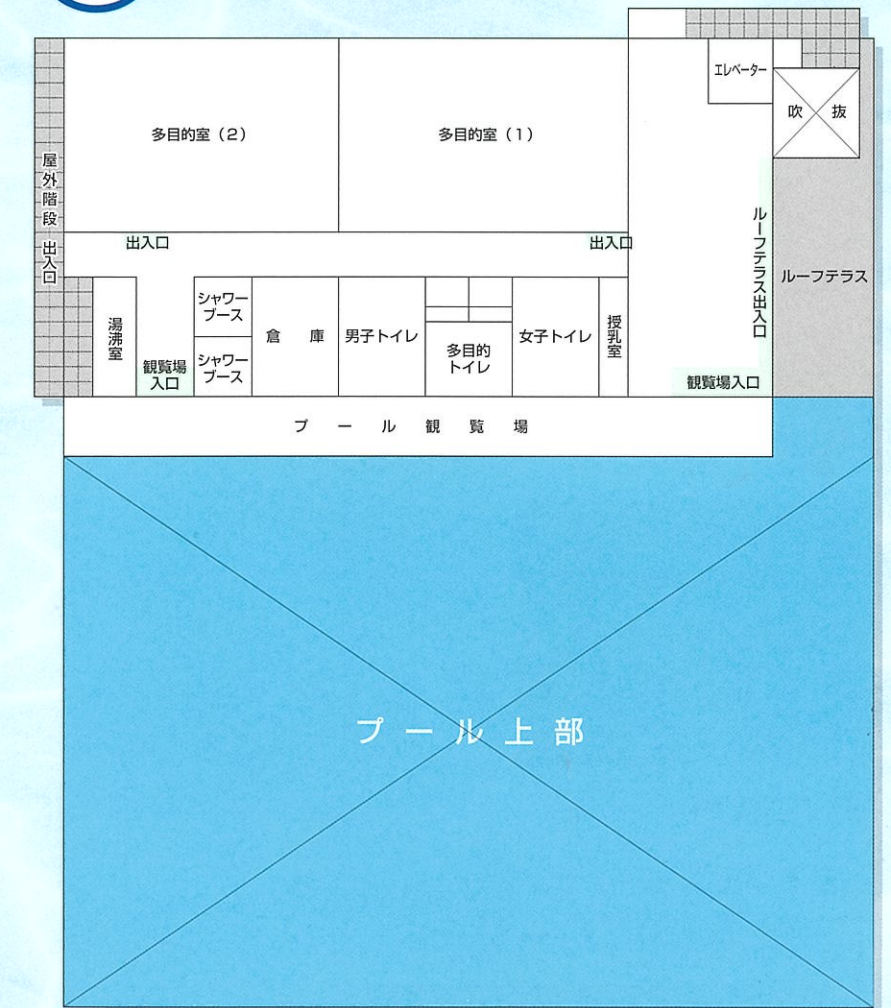 エレベーター
吹 抜
多目的室(2)
多目的室(1)
屋外階段 出入口
出入口
出入口
ルーフテラス出入口
ルーフテラス
湯沸室
観覧場
入口
シャワー
ブース
シャワー
ブース
倉 庫
男子トイレ
多目的
トイレ
女子トイレ
授乳室
観覧場入口
プ ー ル 観 覧 場
プ ー ル 上 部